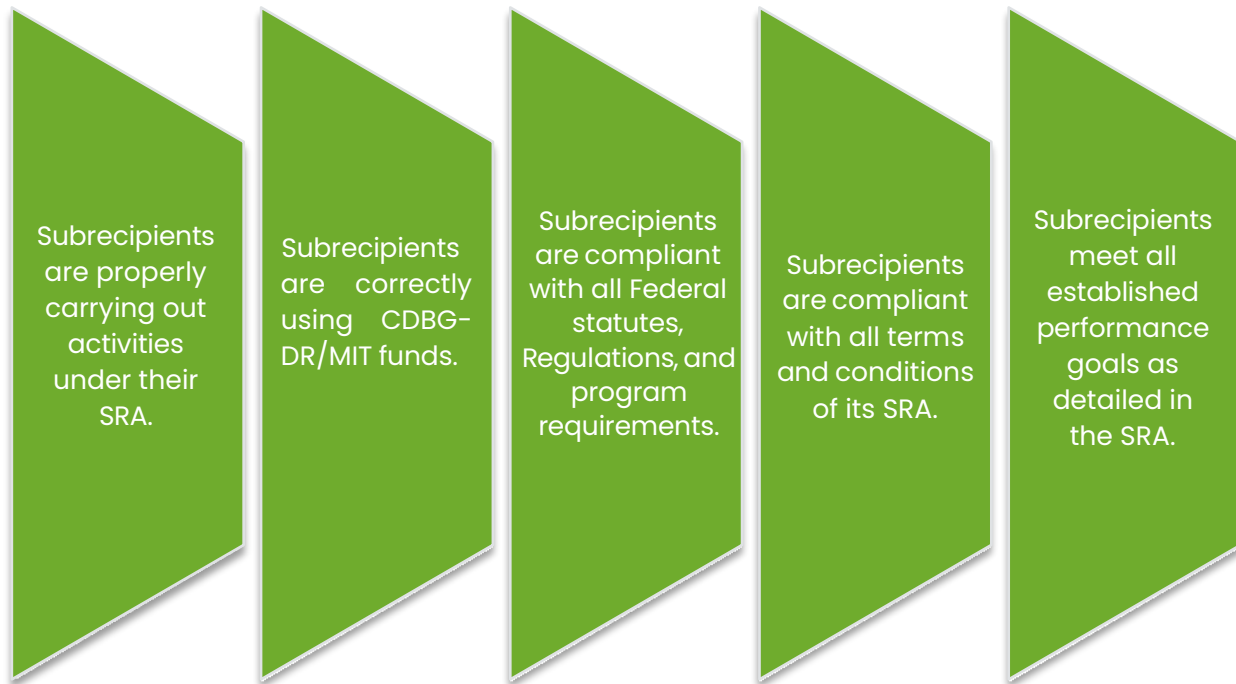 Subrecipients
are properly
carrying out
activities
under their
SRA.
Subrecipients
are correctly
using CDBG-
DR/MIT funds.
Subrecipients
are compliant
with all Federal
statutes,
Regulations, and
program
requirements.
Subrecipients
are compliant
with all terms
and conditions
of its SRA.
Subrecipients
meet all
established
performance
goals as
detailed in
the SRA.